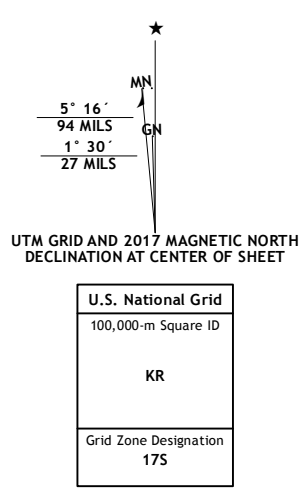 ★
MN.
5° 16´
94 MILS
GN
1° 30´
27 MILS
UTM GRID AND 2017 MAGNETIC NORTH
DECLINATION AT CENTER OF SHEET
U.S. National Grid
100,000-m Square ID
KR
Grid Zone Designation
17S